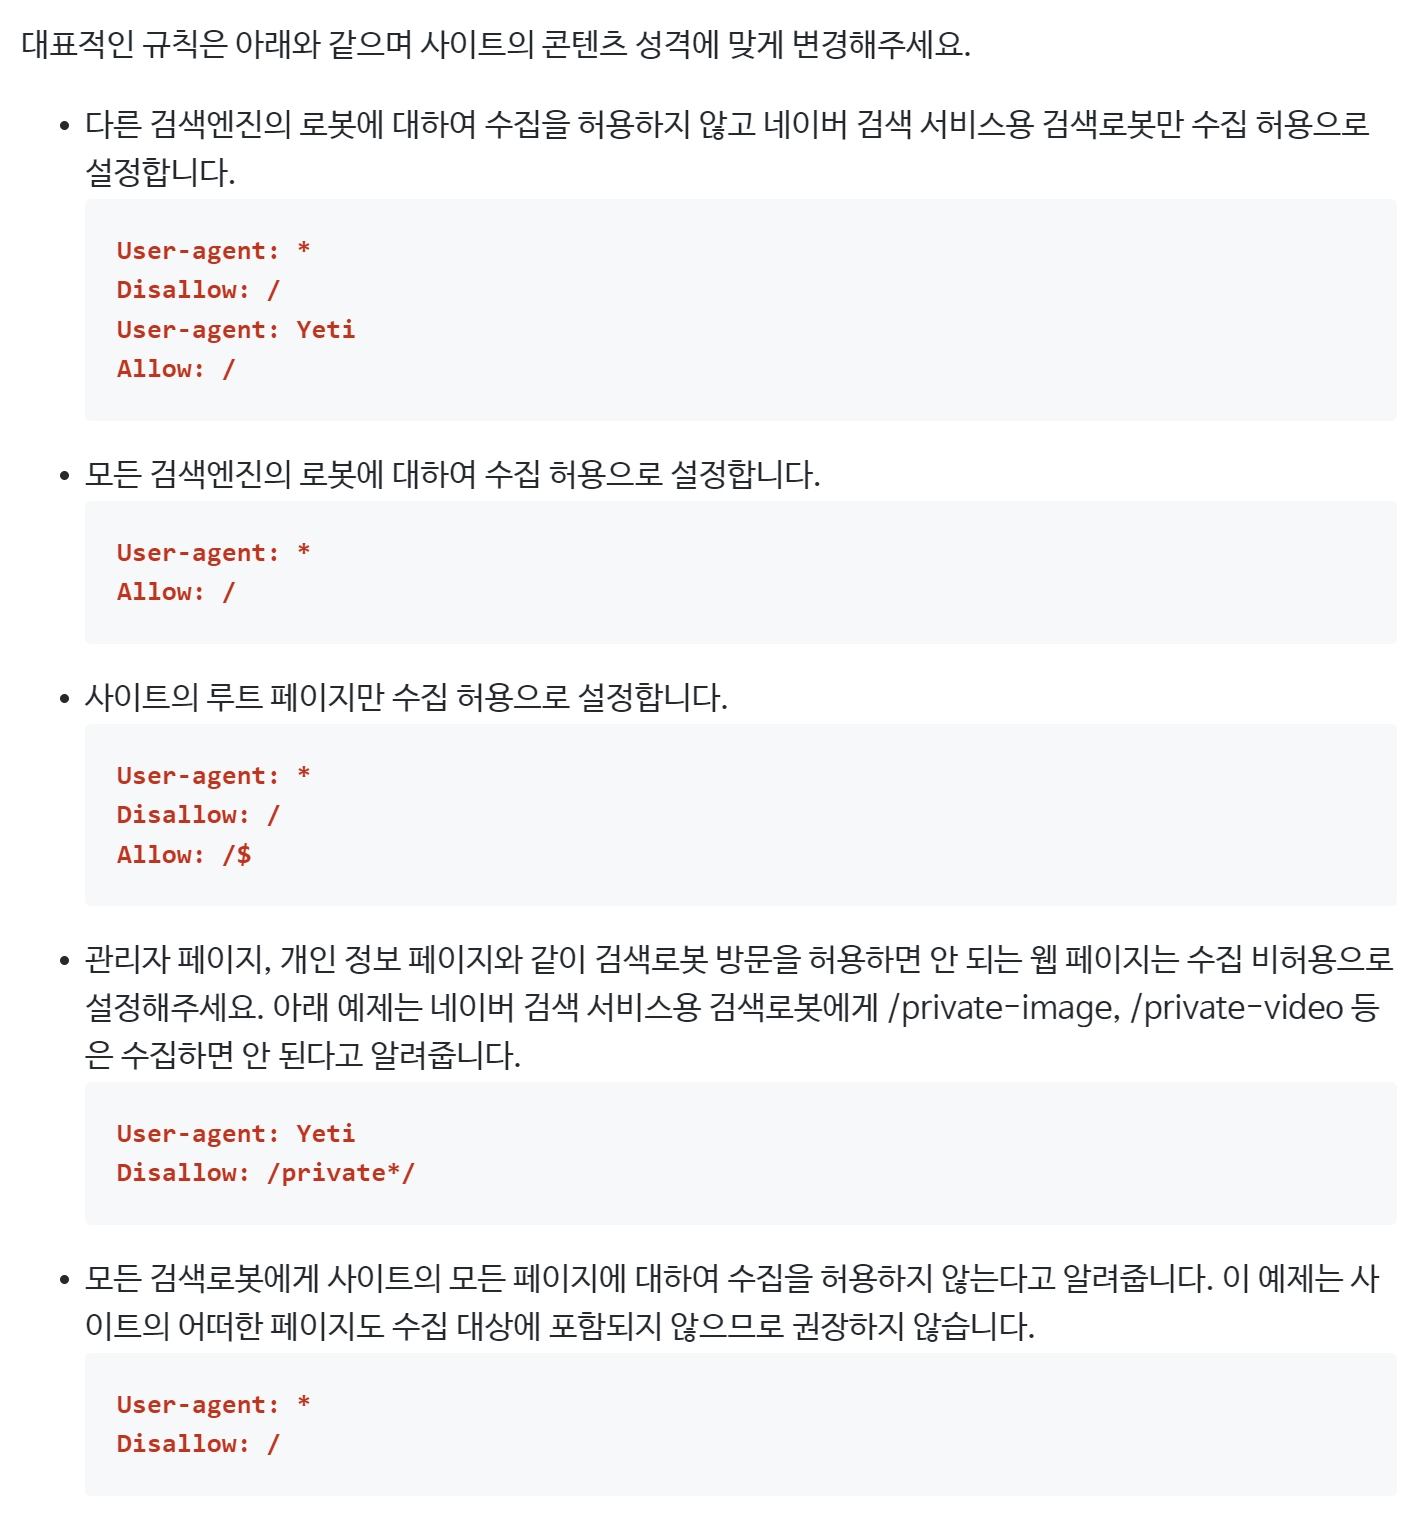 대표적인 규칙은 아래와 같으며 사이트의 콘텐츠 성격에 맞게 변경해주세요.
• 다른 검색엔진의 로봇에 대하여 수집을 허용하지 않고 네이버 검색 서비스용 검색로봇만 수집 허용으로
설정합니다.
User-agent: *
Disallow: /
User-agent: Yeti
Allow: /
• 모든 검색엔진의 로봇에 대하여 수집 허용으로 설정합니다.
User-agent: *
Allow: /
• 사이트의 루트 페이지만 수집 허용으로 설정합니다.
User-agent: *
Disallow: /
Allow: /$
• 관리자 페이지, 개인 정보 페이지와 같이 검색로봇 방문을 허용하면 안 되는 웹 페이지는 수집 비허용으로
설정해주세요. 아래 예제는 네이버 검색 서비스용 검색로봇에게 /private-image, /private-video 등
은 수집하면 안 된다고 알려줍니다.
User-agent: Yeti
Disallow: /private*/
• 모든 검색로봇에게 사이트의 모든 페이지에 대하여 수집을 허용하지 않는다고 알려줍니다. 이 예제는 사
이트의 어떠한 페이지도 수집 대상에 포함되지 않으므로 권장하지 않습니다.
User-agent: *
Disallow: /